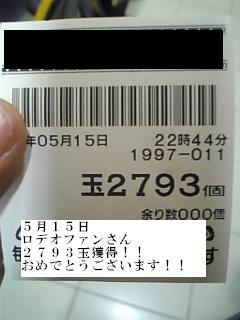 年05月15日 22時44分
1997-011
玉2793個
余り数000個
5月15日
ロデオファンさん
2793玉獲得!!
おめでとうございます!!